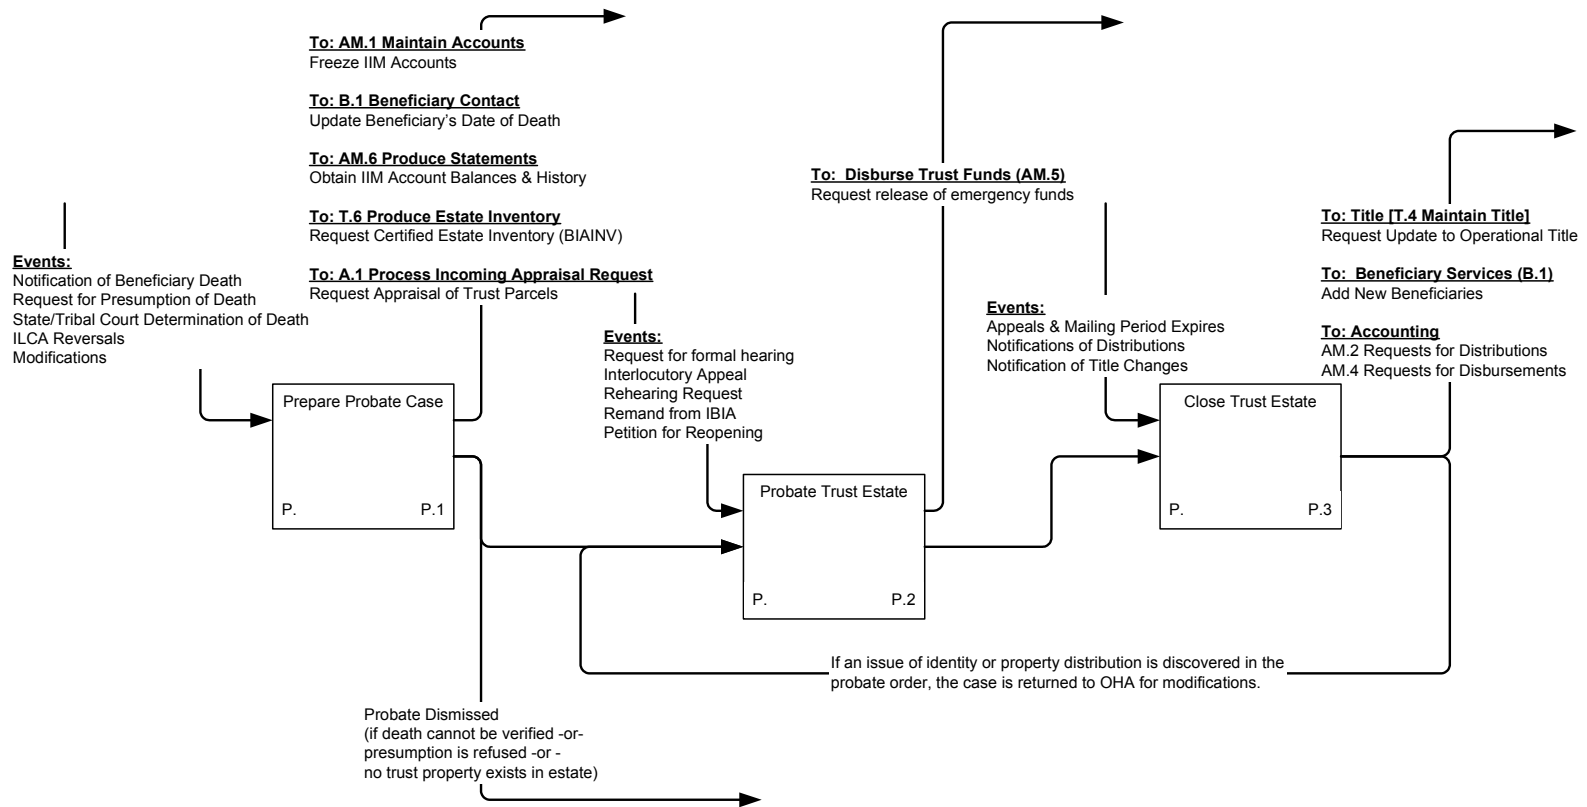 To: AM.1 Maintain Accounts
Freeze IIM Accounts
To: B.1 Beneficiary Contact
Update Beneficiary's Date of Death
To: AM.6 Produce Statements
Obtain IIM Account Balances & History
To: T.6 Produce Estate Inventory
Request Certified Estate Inventory (BIAINV)
To: A.1 Process Incoming Appraisal Request
Request Appraisal of Trust Parcels
Events:
Notification of Beneficiary Death
Request for Presumption of Death
State/Tribal Court Determination of Death
ILCA Reversals
Modifications
Prepare Probate Case
P. P.1
Events:
Request for formal hearing
Interlocutory Appeal
Rehearing Request
Remand from IBIA
Petition for Reopening
To:  Disburse Trust Funds (AM.5)
Request release of emergency funds
Probate Trust Estate
P. P.2
Events:
Appeals & Mailing Period Expires
Notifications of Distributions
Notification of Title Changes
To: Title [T.4 Maintain Title]
Request Update to Operational Title
To:  Beneficiary Services (B.1)
Add New Beneficiaries
To: Accounting
AM.2 Requests for Distributions
AM.4 Requests for Disbursements
Close Trust Estate
P. P.3
If an issue of identity or property distribution is discovered in the
probate order, the case is returned to OHA for modifications.
Probate Dismissed
(if death cannot be verified -or-
presumption is refused -or -
no trust property exists in estate)